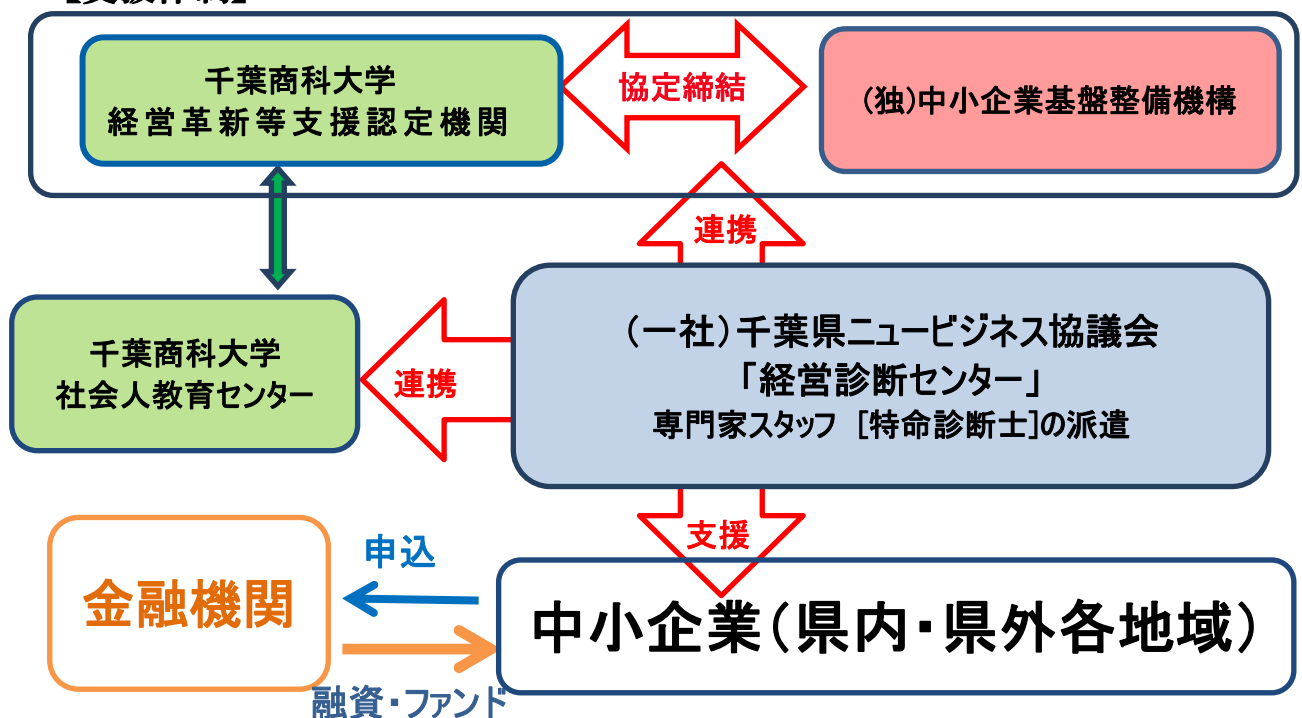 千葉商科大学
経営革新等支援認定機関
協定締結
(独)中小企業基盤整備機構
連携
(一社)千葉県ニュービジネス協議会
「経営診断センター」
専門家スタッフ [特命診断士]の派遣
千葉商科大学
社会人教育センター
連携
支援
金融機関
申込
中小企業(県内・県外各地域)
融資・ファンド